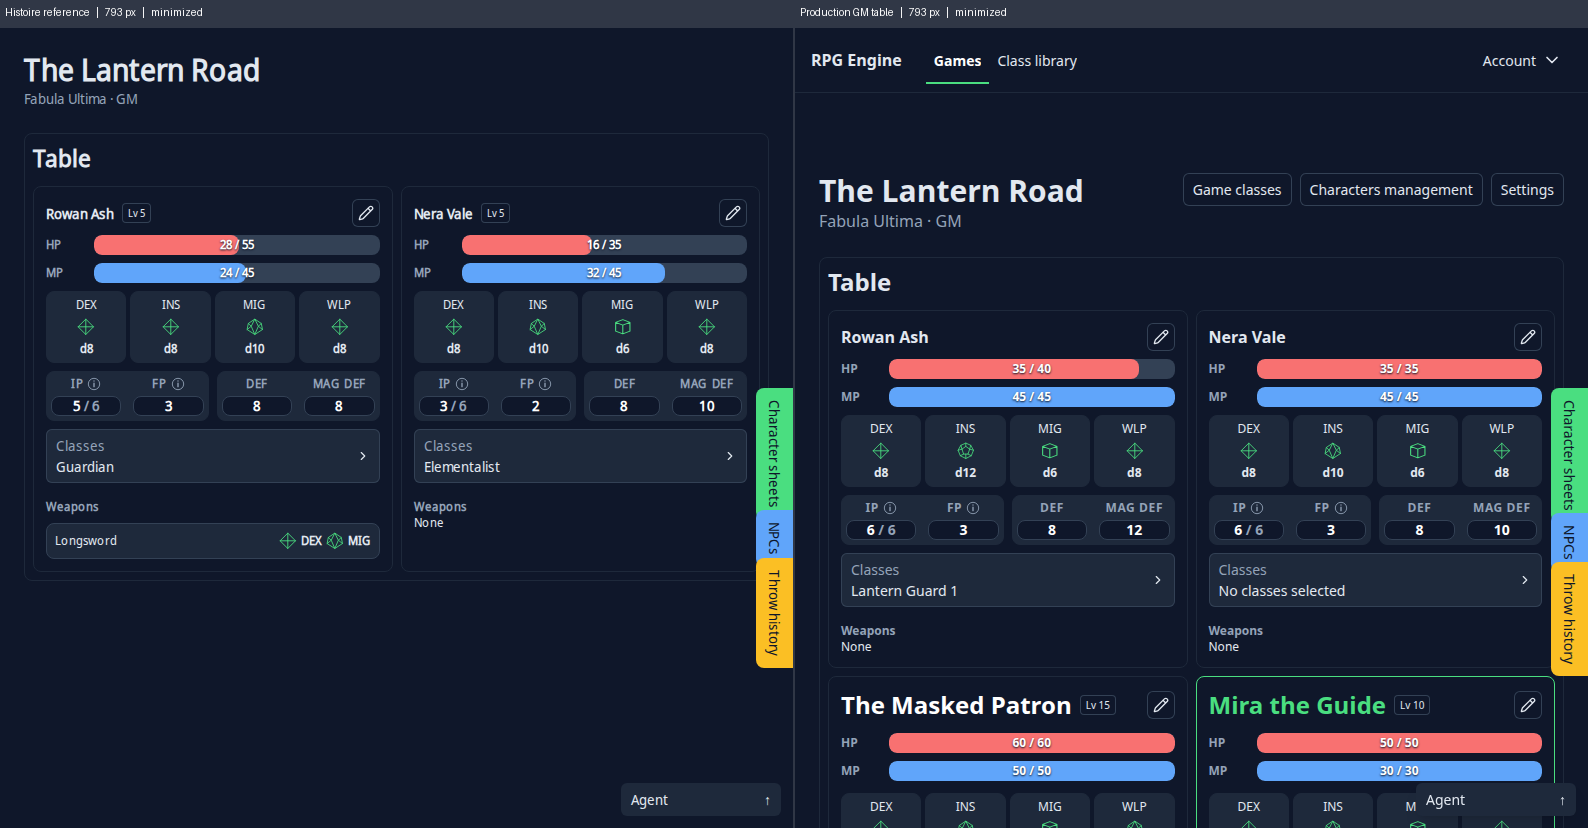 Histoire reference | 793 px | minimized
The Lantern Road
Fabula Ultima · GM
Table
Rowan Ash Lv 5
HP 28 / 55
MP 24 / 45
DEX INS MIG WLP
d8 d8 d10 d8
IP FP DEF MAG DEF
5 / 6 3 8 8
Classes
Guardian
Weapons
Longsword DEX MIG
Nera Vale Lv 5
HP 16 / 35
MP 32 / 45
DEX INS MIG WLP
d8 d10 d6 d8
IP FP DEF MAG DEF
3 / 6 2 8 10
Classes
Elementalist
Weapons
None
Character sheets
NPCs
Throw history
Agent ↑
Production GM table | 793 px | minimized
RPG Engine Games Class library Account
The Lantern Road
Fabula Ultima · GM
Game classes Characters management Settings
Table
Rowan Ash
HP 35 / 40
MP 45 / 45
DEX INS MIG WLP
d8 d12 d6 d8
IP FP DEF MAG DEF
6 / 6 3 8 12
Classes
Lantern Guard 1
Weapons
None
Nera Vale
HP 35 / 35
MP 45 / 45
DEX INS MIG WLP
d8 d10 d6 d8
IP FP DEF MAG DEF
6 / 6 3 8 10
Classes
No classes selected
Weapons
None
The Masked Patron Lv 15
HP 60 / 60
MP 50 / 50
DEX INS MIG WLP
Mira the Guide Lv 10
HP 50 / 50
MP 30 / 30
DEX INS
Character sheets
NPCs
Throw history
Agent ↑